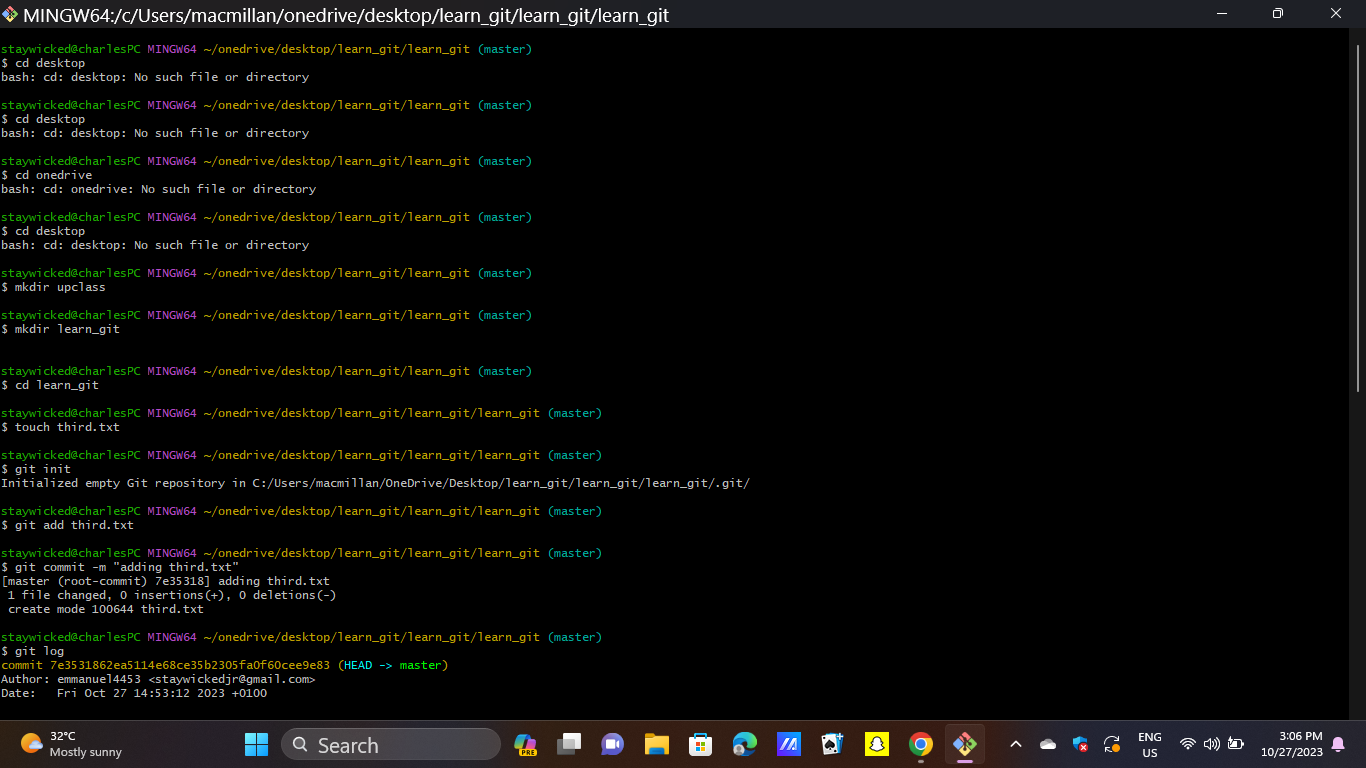 MINGW64:/c/Users/macmillan/onedrive/desktop/learn_git/learn_git/learn_git
staywicked@charlesPC MINGW64 ~/onedrive/desktop/learn_git/learn_git (master)
$ cd desktop
bash: cd: desktop: No such file or directory
staywicked@charlesPC MINGW64 ~/onedrive/desktop/learn_git/learn_git (master)
$ cd desktop
bash: cd: desktop: No such file or directory
staywicked@charlesPC MINGW64 ~/onedrive/desktop/learn_git/learn_git (master)
$ cd onedrive
bash: cd: onedrive: No such file or directory
staywicked@charlesPC MINGW64 ~/onedrive/desktop/learn_git/learn_git (master)
$ cd desktop
bash: cd: desktop: No such file or directory
staywicked@charlesPC MINGW64 ~/onedrive/desktop/learn_git/learn_git (master)
$ mkdir upclass
staywicked@charlesPC MINGW64 ~/onedrive/desktop/learn_git/learn_git (master)
$ mkdir learn_git
staywicked@charlesPC MINGW64 ~/onedrive/desktop/learn_git/learn_git (master)
$ cd learn_git
staywicked@charlesPC MINGW64 ~/onedrive/desktop/learn_git/learn_git/learn_git (master)
$ touch third.txt
staywicked@charlesPC MINGW64 ~/onedrive/desktop/learn_git/learn_git/learn_git (master)
$ git init
Initialized empty Git repository in C:/Users/macmillan/OneDrive/Desktop/learn_git/learn_git/learn_git/.git/
staywicked@charlesPC MINGW64 ~/onedrive/desktop/learn_git/learn_git/learn_git (master)
$ git add third.txt
staywicked@charlesPC MINGW64 ~/onedrive/desktop/learn_git/learn_git/learn_git (master)
$ git commit -m "adding third.txt"
[master (root-commit) 7e35318] adding third.txt
1 file changed, 0 insertions(+), 0 deletions(-)
create mode 100644 third.txt
staywicked@charlesPC MINGW64 ~/onedrive/desktop/learn_git/learn_git/learn_git (master)
$ git log
commit 7e3531862ea5114e68ce35b2305fa0f60cee9e83 (HEAD -> master)
Author: emmanuel4453 <staywickedjr@gmail.com>
Date:   Fri Oct 27 14:53:12 2023 +0100
32°C
Mostly sunny
Search
PRE
ENG
US
3:06 PM
10/27/2023